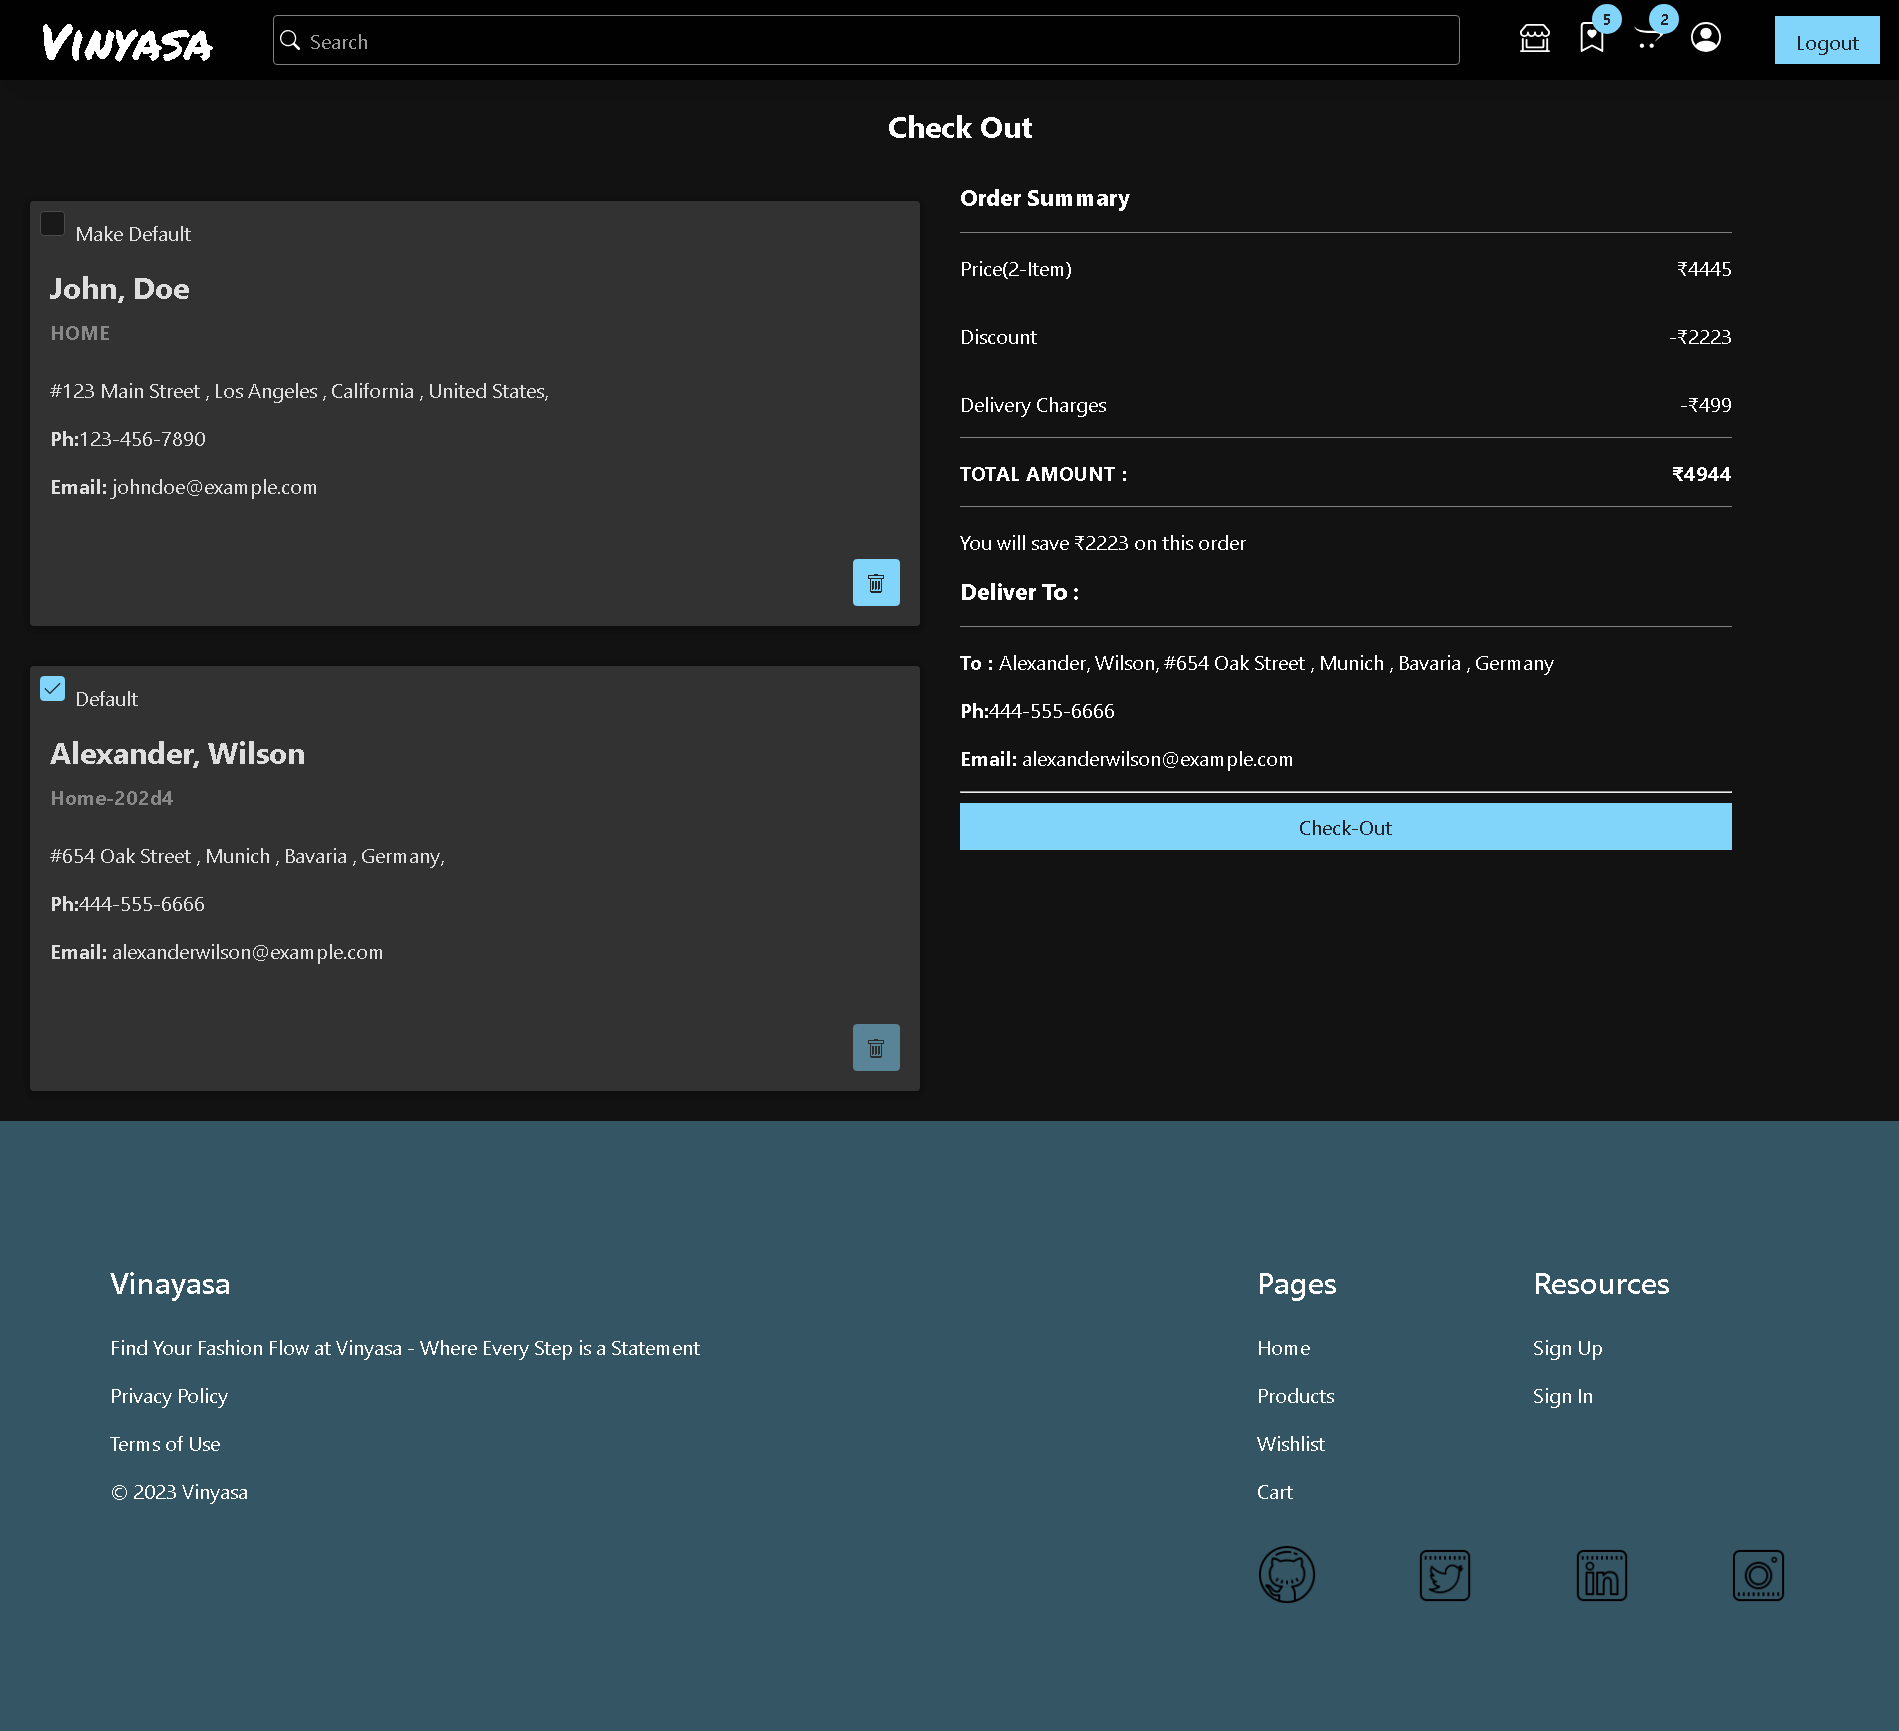 Vinyasa
Search
5
2
Logout
Check Out
Make Default
John, Doe
HOME
#123 Main Street , Los Angeles , California , United States,
Ph:123-456-7890
Email: johndoe@example.com
Default
Alexander, Wilson
Home-202d4
#654 Oak Street , Munich , Bavaria , Germany,
Ph:444-555-6666
Email: alexanderwilson@example.com
Order Summary
Price(2-Item) ₹4445
Discount -₹2223
Delivery Charges -₹499
TOTAL AMOUNT : ₹4944
You will save ₹2223 on this order
Deliver To :
To : Alexander, Wilson, #654 Oak Street , Munich , Bavaria , Germany
Ph:444-555-6666
Email: alexanderwilson@example.com
Check-Out
Vinayasa
Find Your Fashion Flow at Vinyasa - Where Every Step is a Statement
Privacy Policy
Terms of Use
© 2023 Vinyasa
Pages
Home
Products
Wishlist
Cart
Resources
Sign Up
Sign In
in